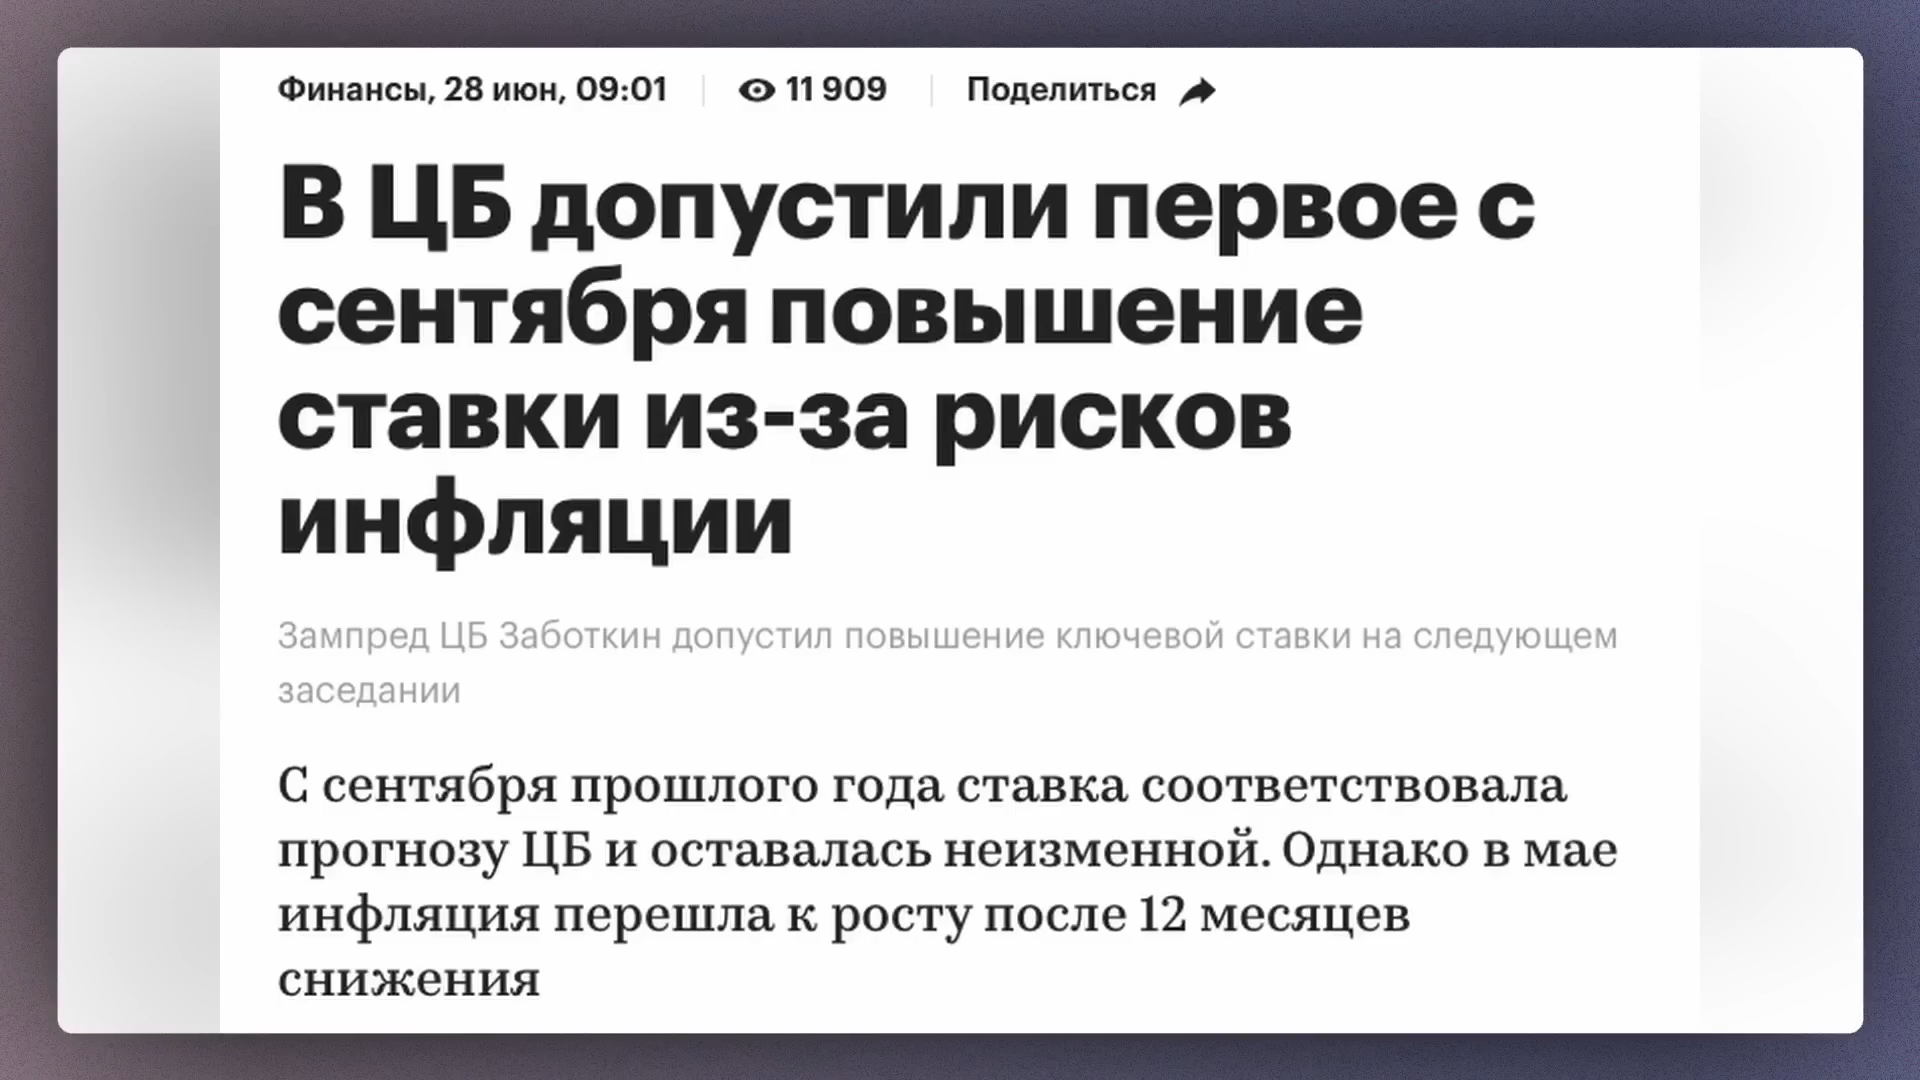 Финансы, 28 июн, 09:01 11 909 Поделиться
В ЦБ допустили первое с
сентября повышение
ставки из-за рисков
инфляции
Зампред ЦБ Заботкин допустил повышение ключевой ставки на следующем
заседании
С сентября прошлого года ставка соответствовала
прогнозу ЦБ и оставалась неизменной. Однако в мае
инфляция перешла к росту после 12 месяцев
снижения